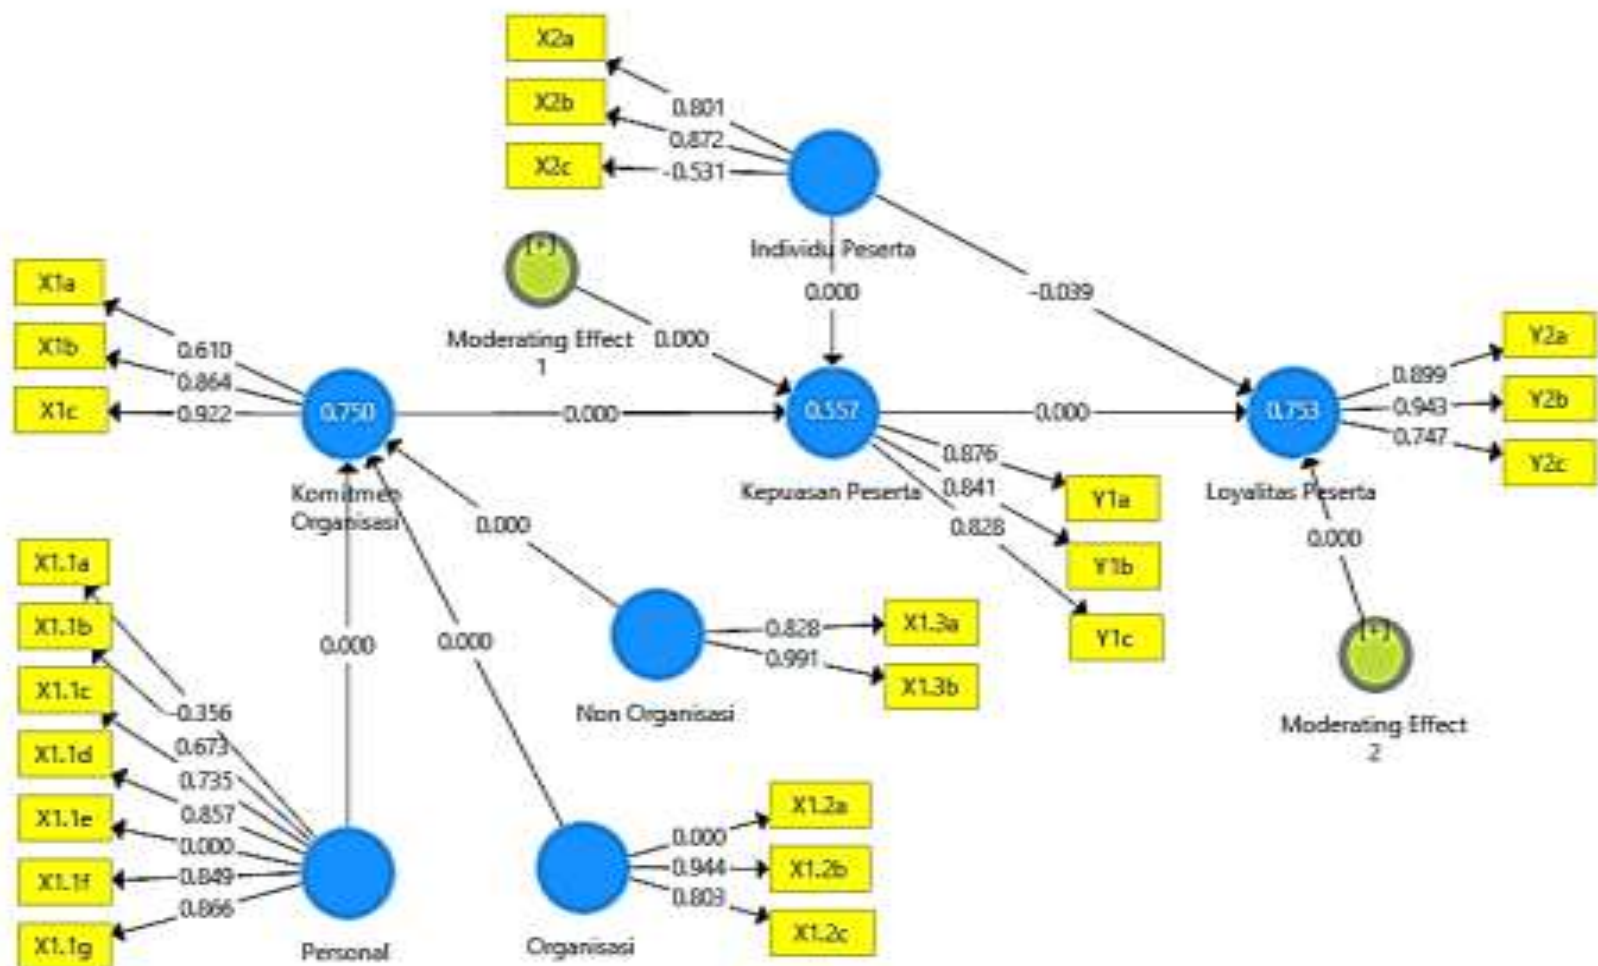 X2a
0.801
X2b
0.872
X2c
-0.531
Individu Peserta
[+]
Moderating Effect
1
0.000
0.000
-0.039
X1a
0.610
X1b
0.864
X1c
0.922
0.750
Komitmen
Organisasi
0.000
0.557
Kepuasan Peserta
0.000
0.753
Loyalitas Peserta
0.899
Y2a
0.943
Y2b
0.747
Y2c
0.876
Y1a
0.841
Y1b
0.828
Y1c
0.000
[+]
Moderating Effect
2
0.000
0.000
0.000
Non Organisasi
0.828
X1.3a
0.991
X1.3b
X1.1a
-0.356
X1.1b
0.673
X1.1c
0.735
X1.1d
0.857
X1.1e
0.000
X1.1f
0.849
X1.1g
0.866
Personal
Organisasi
0.000
X1.2a
0.944
X1.2b
0.803
X1.2c